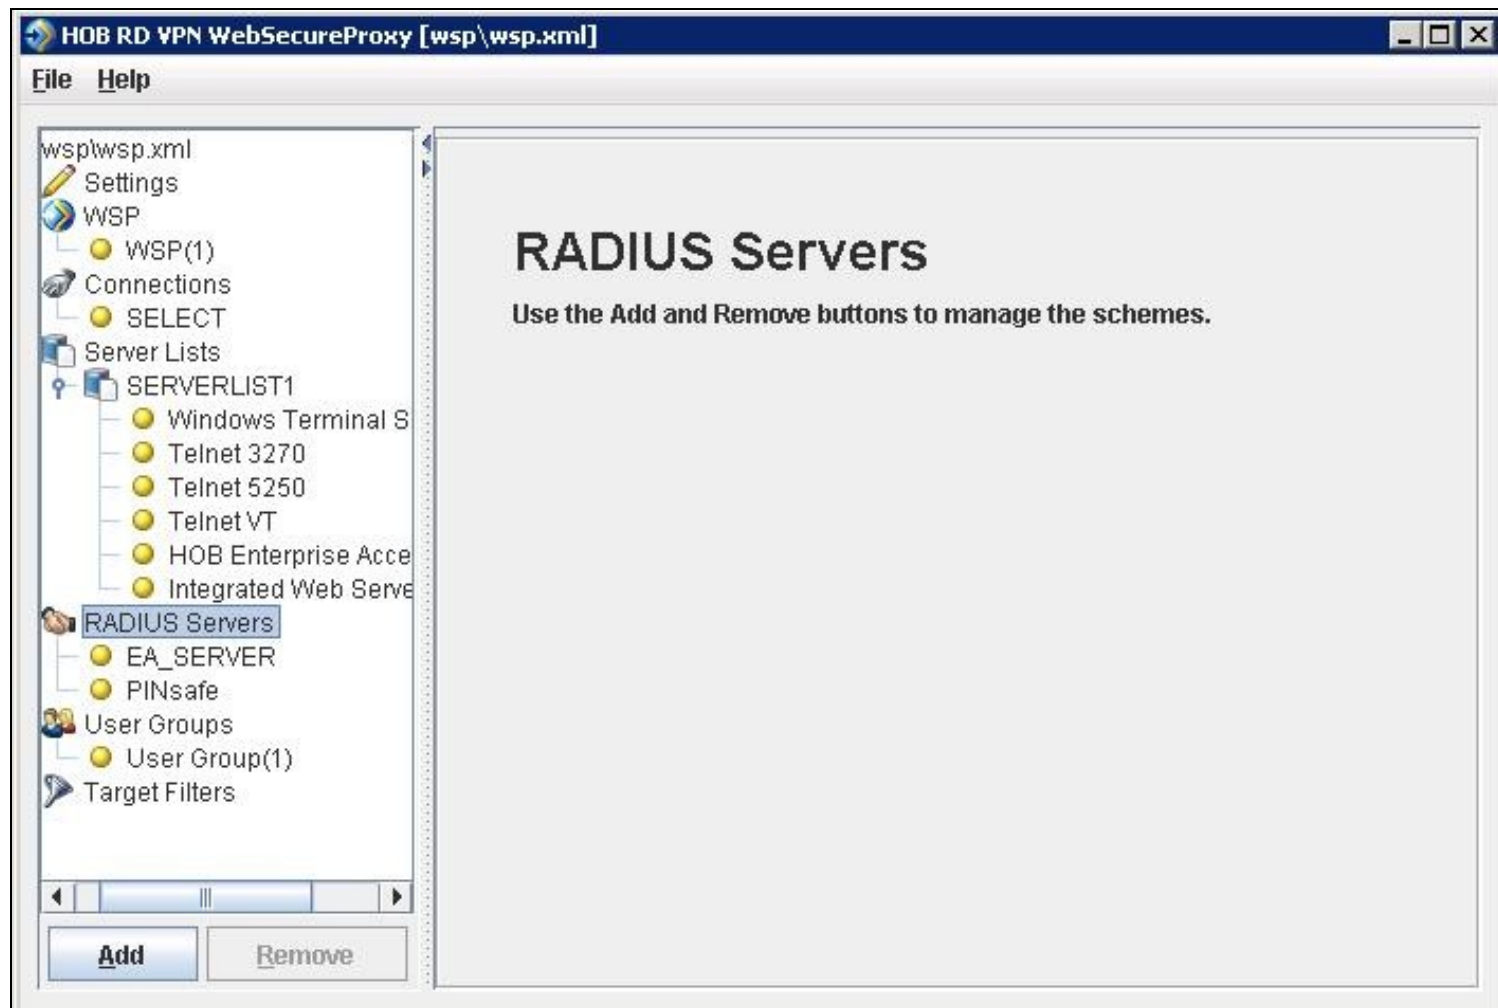 HOB RD VPN WebSecureProxy [wsp\wsp.xml]
File Help
wsp\wsp.xml
Settings
WSP
WSP(1)
Connections
SELECT
Server Lists
SERVERLIST1
Windows Terminal S
Telnet 3270
Telnet 5250
Telnet VT
HOB Enterprise Acce
Integrated Web Serve
RADIUS Servers
EA_SERVER
PINsafe
User Groups
User Group(1)
Target Filters
Add Remove
RADIUS Servers
Use the Add and Remove buttons to manage the schemes.